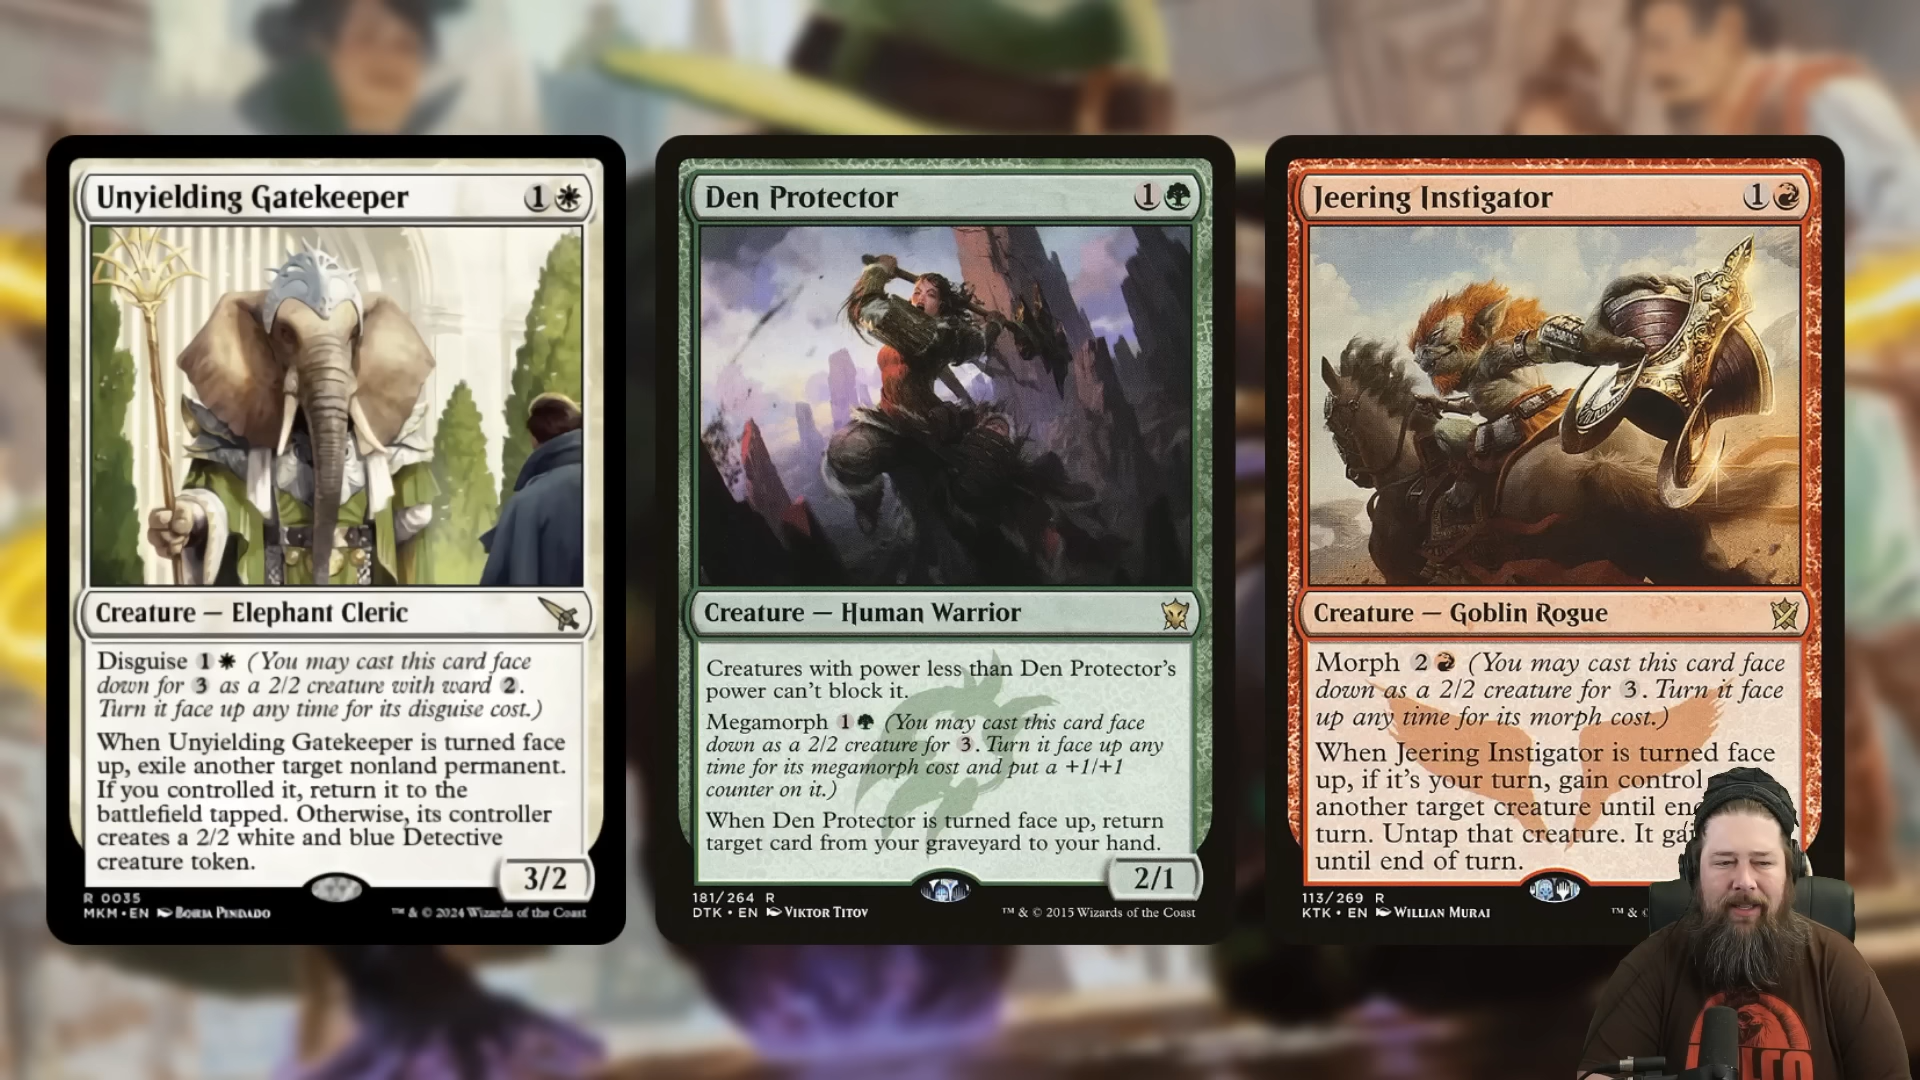 Unyielding Gatekeeper 1
Creature — Elephant Cleric
Disguise 1 (You may cast this card face
down for 3 as a 2/2 creature with ward 2.
Turn it face up any time for its disguise cost.)
When Unyielding Gatekeeper is turned face
up, exile another target nonland permanent.
If you controlled it, return it to the
battlefield tapped. Otherwise, its controller
creates a 2/2 white and blue Detective
creature token.
3/2
R 0035
MKM • EN Borja Pindado
™ & © 2024 Wizards of the Coast
Den Protector 1
Creature — Human Warrior
Creatures with power less than Den Protector's
power can't block it.
Megamorph 1 (You may cast this card face
down as a 2/2 creature for 3. Turn it face up any
time for its megamorph cost and put a +1/+1
counter on it.)
When Den Protector is turned face up, return
target card from your graveyard to your hand.
2/1
181/264 R
DTK • EN Viktor Titov
™ & © 2015 Wizards of the Coast
Jeering Instigator 1
Creature — Goblin Rogue
Morph 2 (You may cast this card face
down as a 2/2 creature for 3. Turn it face
up any time for its morph cost.)
When Jeering Instigator is turned face
up, if it's your turn, gain control
another target creature until
turn. Untap that creature. It
until end of turn.
113/269 R
KTK • EN Willian Murai
™ & ©